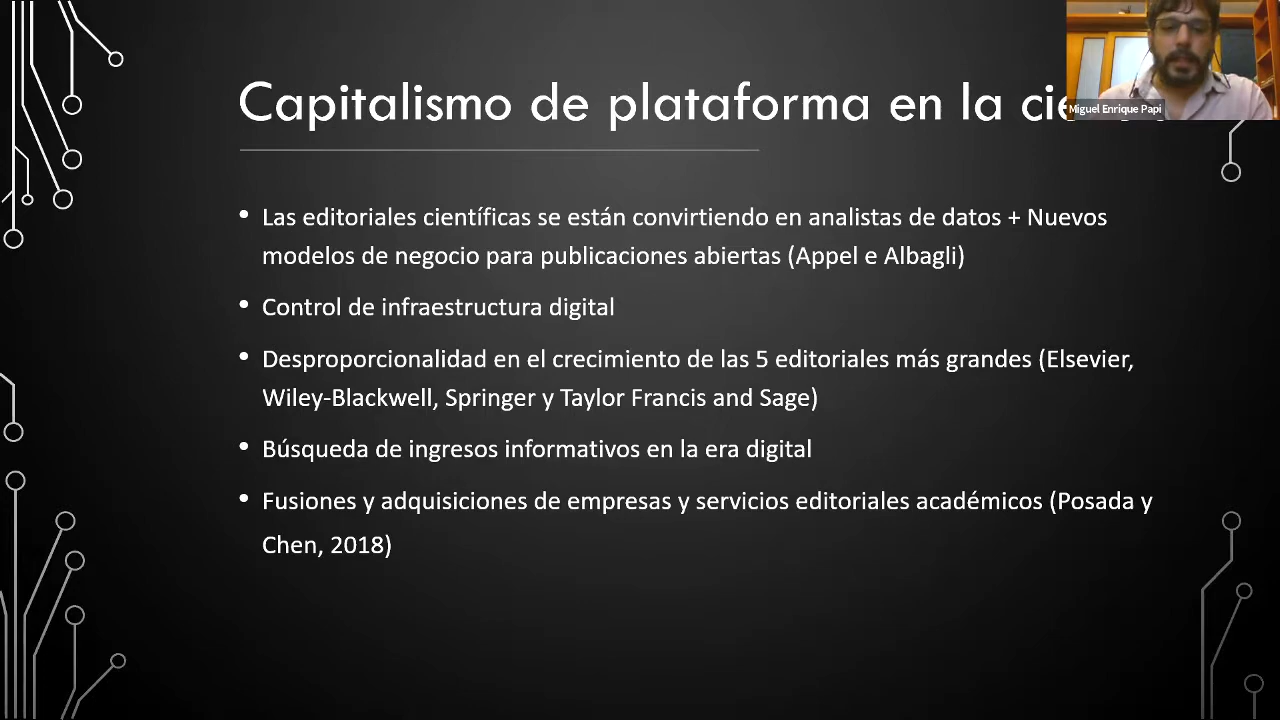 Capitalismo de plataforma en la
Miguel Enrique Papi
• Las editoriales científicas se están convirtiendo en analistas de datos + Nuevos
modelos de negocio para publicaciones abiertas (Appel e Albagli)
• Control de infraestructura digital
• Desproporcionalidad en el crecimiento de las 5 editoriales más grandes (Elsevier,
Wiley-Blackwell, Springer y Taylor Francis and Sage)
• Búsqueda de ingresos informativos en la era digital
• Fusiones y adquisiciones de empresas y servicios editoriales académicos (Posada y
Chen, 2018)